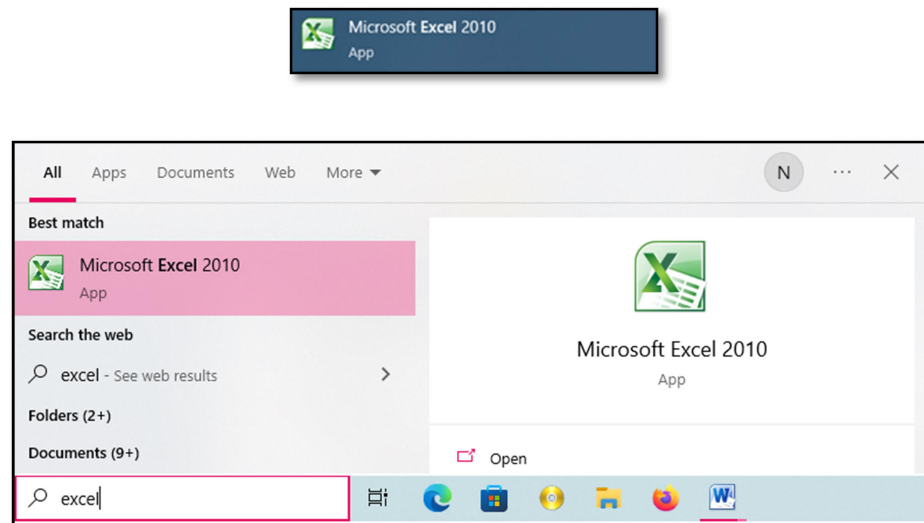 Microsoft Excel 2010
App
All Apps Documents Web More N ...
Best match
Microsoft Excel 2010
App
Search the web
excel - See web results
Folders (2+)
Documents (9+)
Microsoft Excel 2010
App
Open
excel